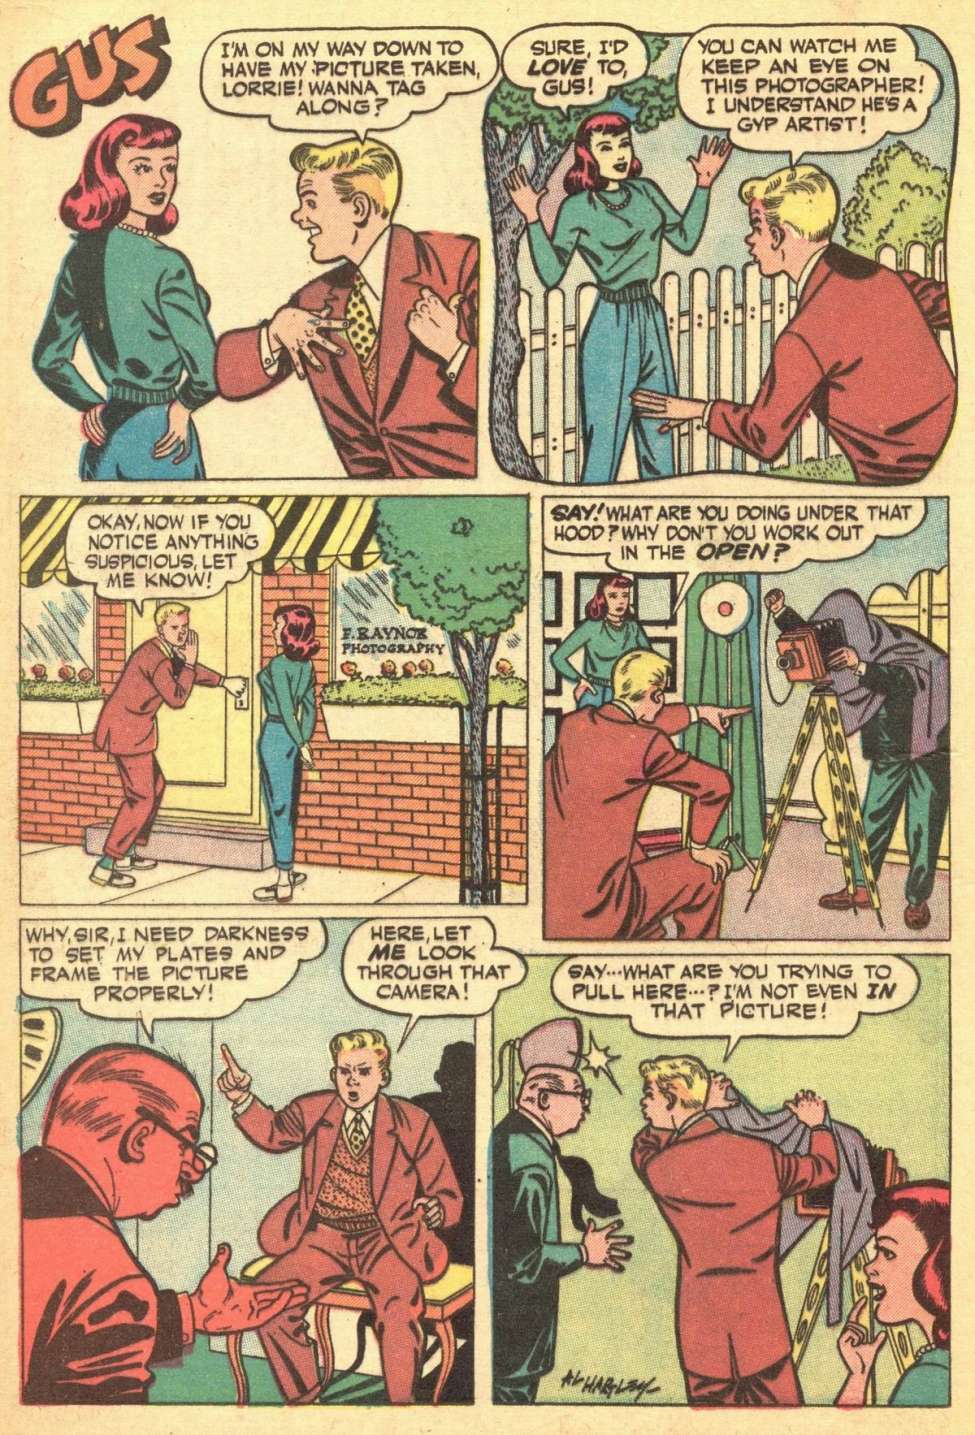 GUS
I'M ON MY WAY DOWN TO
HAVE MY PICTURE TAKEN,
LORRIE! WANNA TAG
ALONG?
SURE, I'D
LOVE TO,
GUS!
YOU CAN WATCH ME
KEEP AN EYE ON
THIS PHOTOGRAPHER!
I UNDERSTAND HE'S A
GYP ARTIST!
OKAY, NOW IF YOU
NOTICE ANYTHING
SUSPICIOUS, LET
ME KNOW!
F. RAYNOR
PHOTOGRAPHY
SAY! WHAT ARE YOU DOING UNDER THAT
HOOD? WHY DON'T YOU WORK OUT
IN THE OPEN?
WHY, SIR, I NEED DARKNESS
TO SET MY PLATES AND
FRAME THE PICTURE
PROPERLY!
HERE, LET
ME LOOK
THROUGH THAT
CAMERA!
SAY...WHAT ARE YOU TRYING TO
PULL HERE...? I'M NOT EVEN IN
THAT PICTURE!
AL HARTLEY